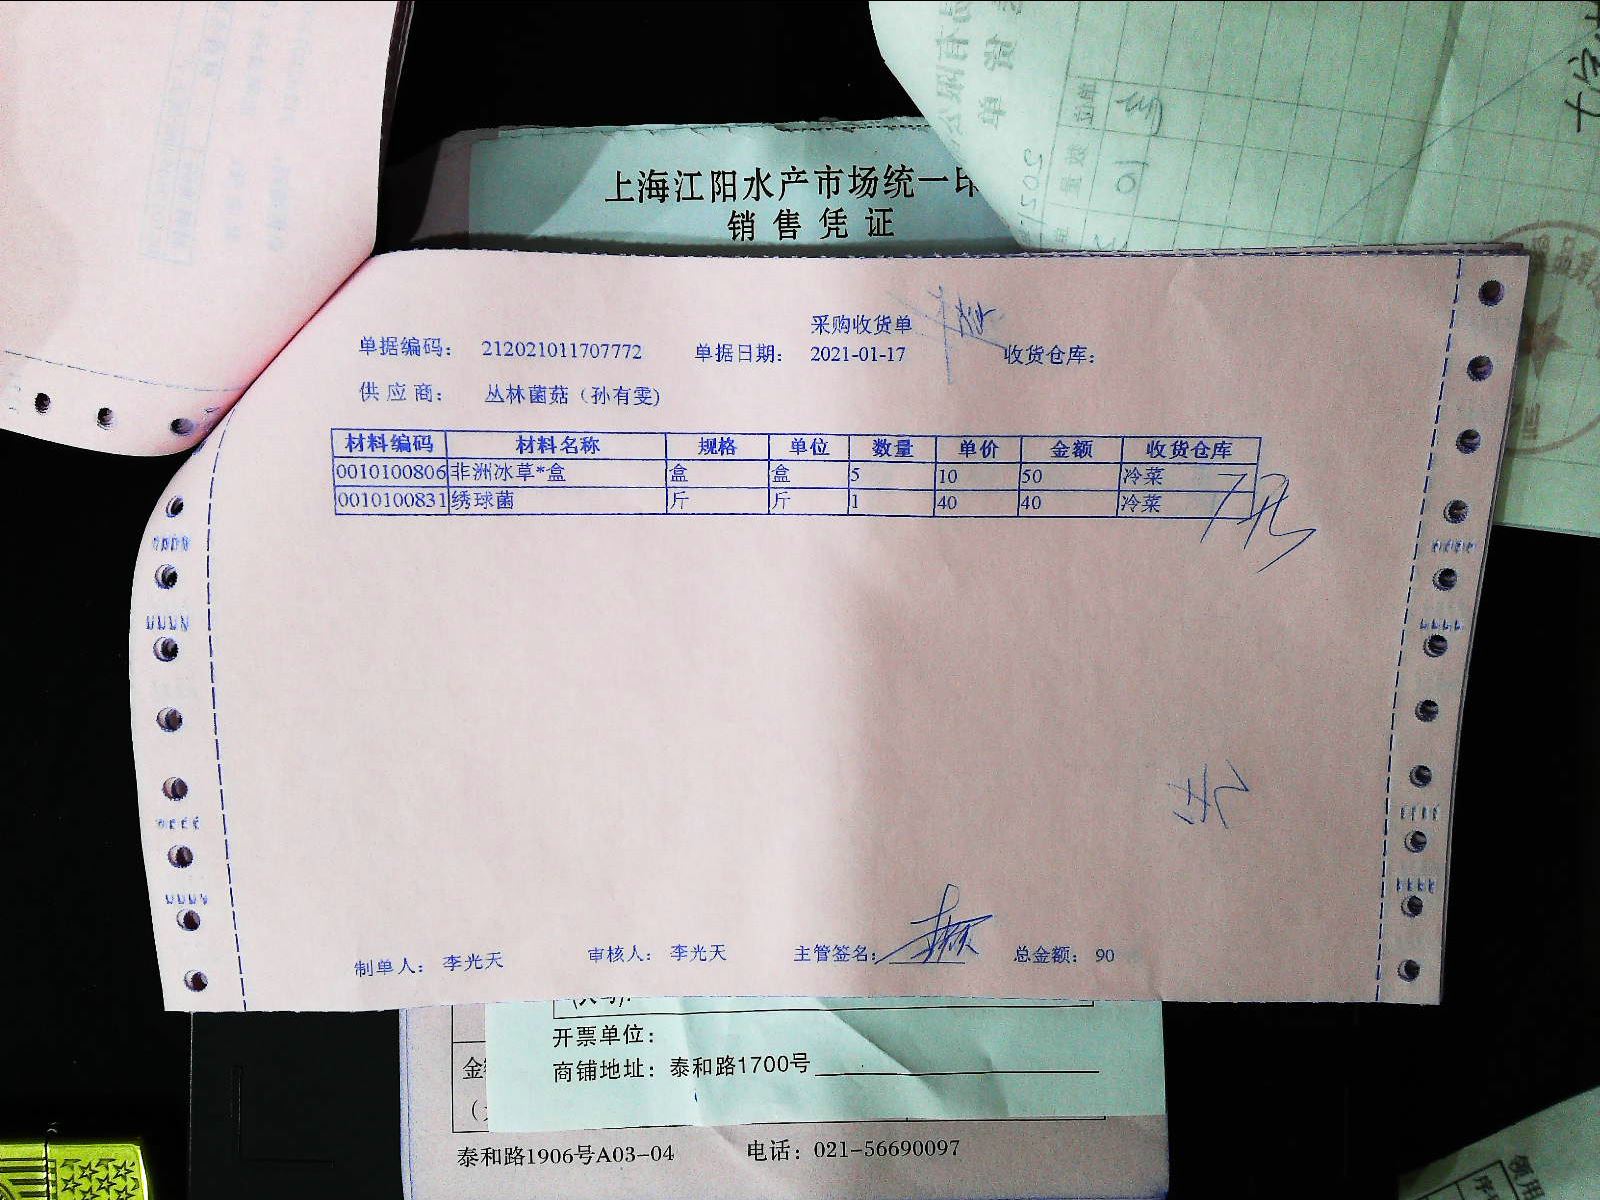 上海江阳水产市场统一印
销售凭证
采购收货单
单据编码： 212021011707772 单据日期： 2021-01-17 收货仓库：
供应商： 丛林菌菇（孙有雯)
材料编码 材料名称 规格 单位 数量 单价 金额 收货仓库
0010100806 非洲冰草*盒 盒 盒 5 10 50 冷菜
0010100831 绣球菌 斤 斤 1 40 40 冷菜
制单人： 李光天 审核人： 李光天 主管签名： 总金额： 90
开票单位：
商铺地址：泰和路1700号
泰和路1906号A03-04 电话：021-56690097